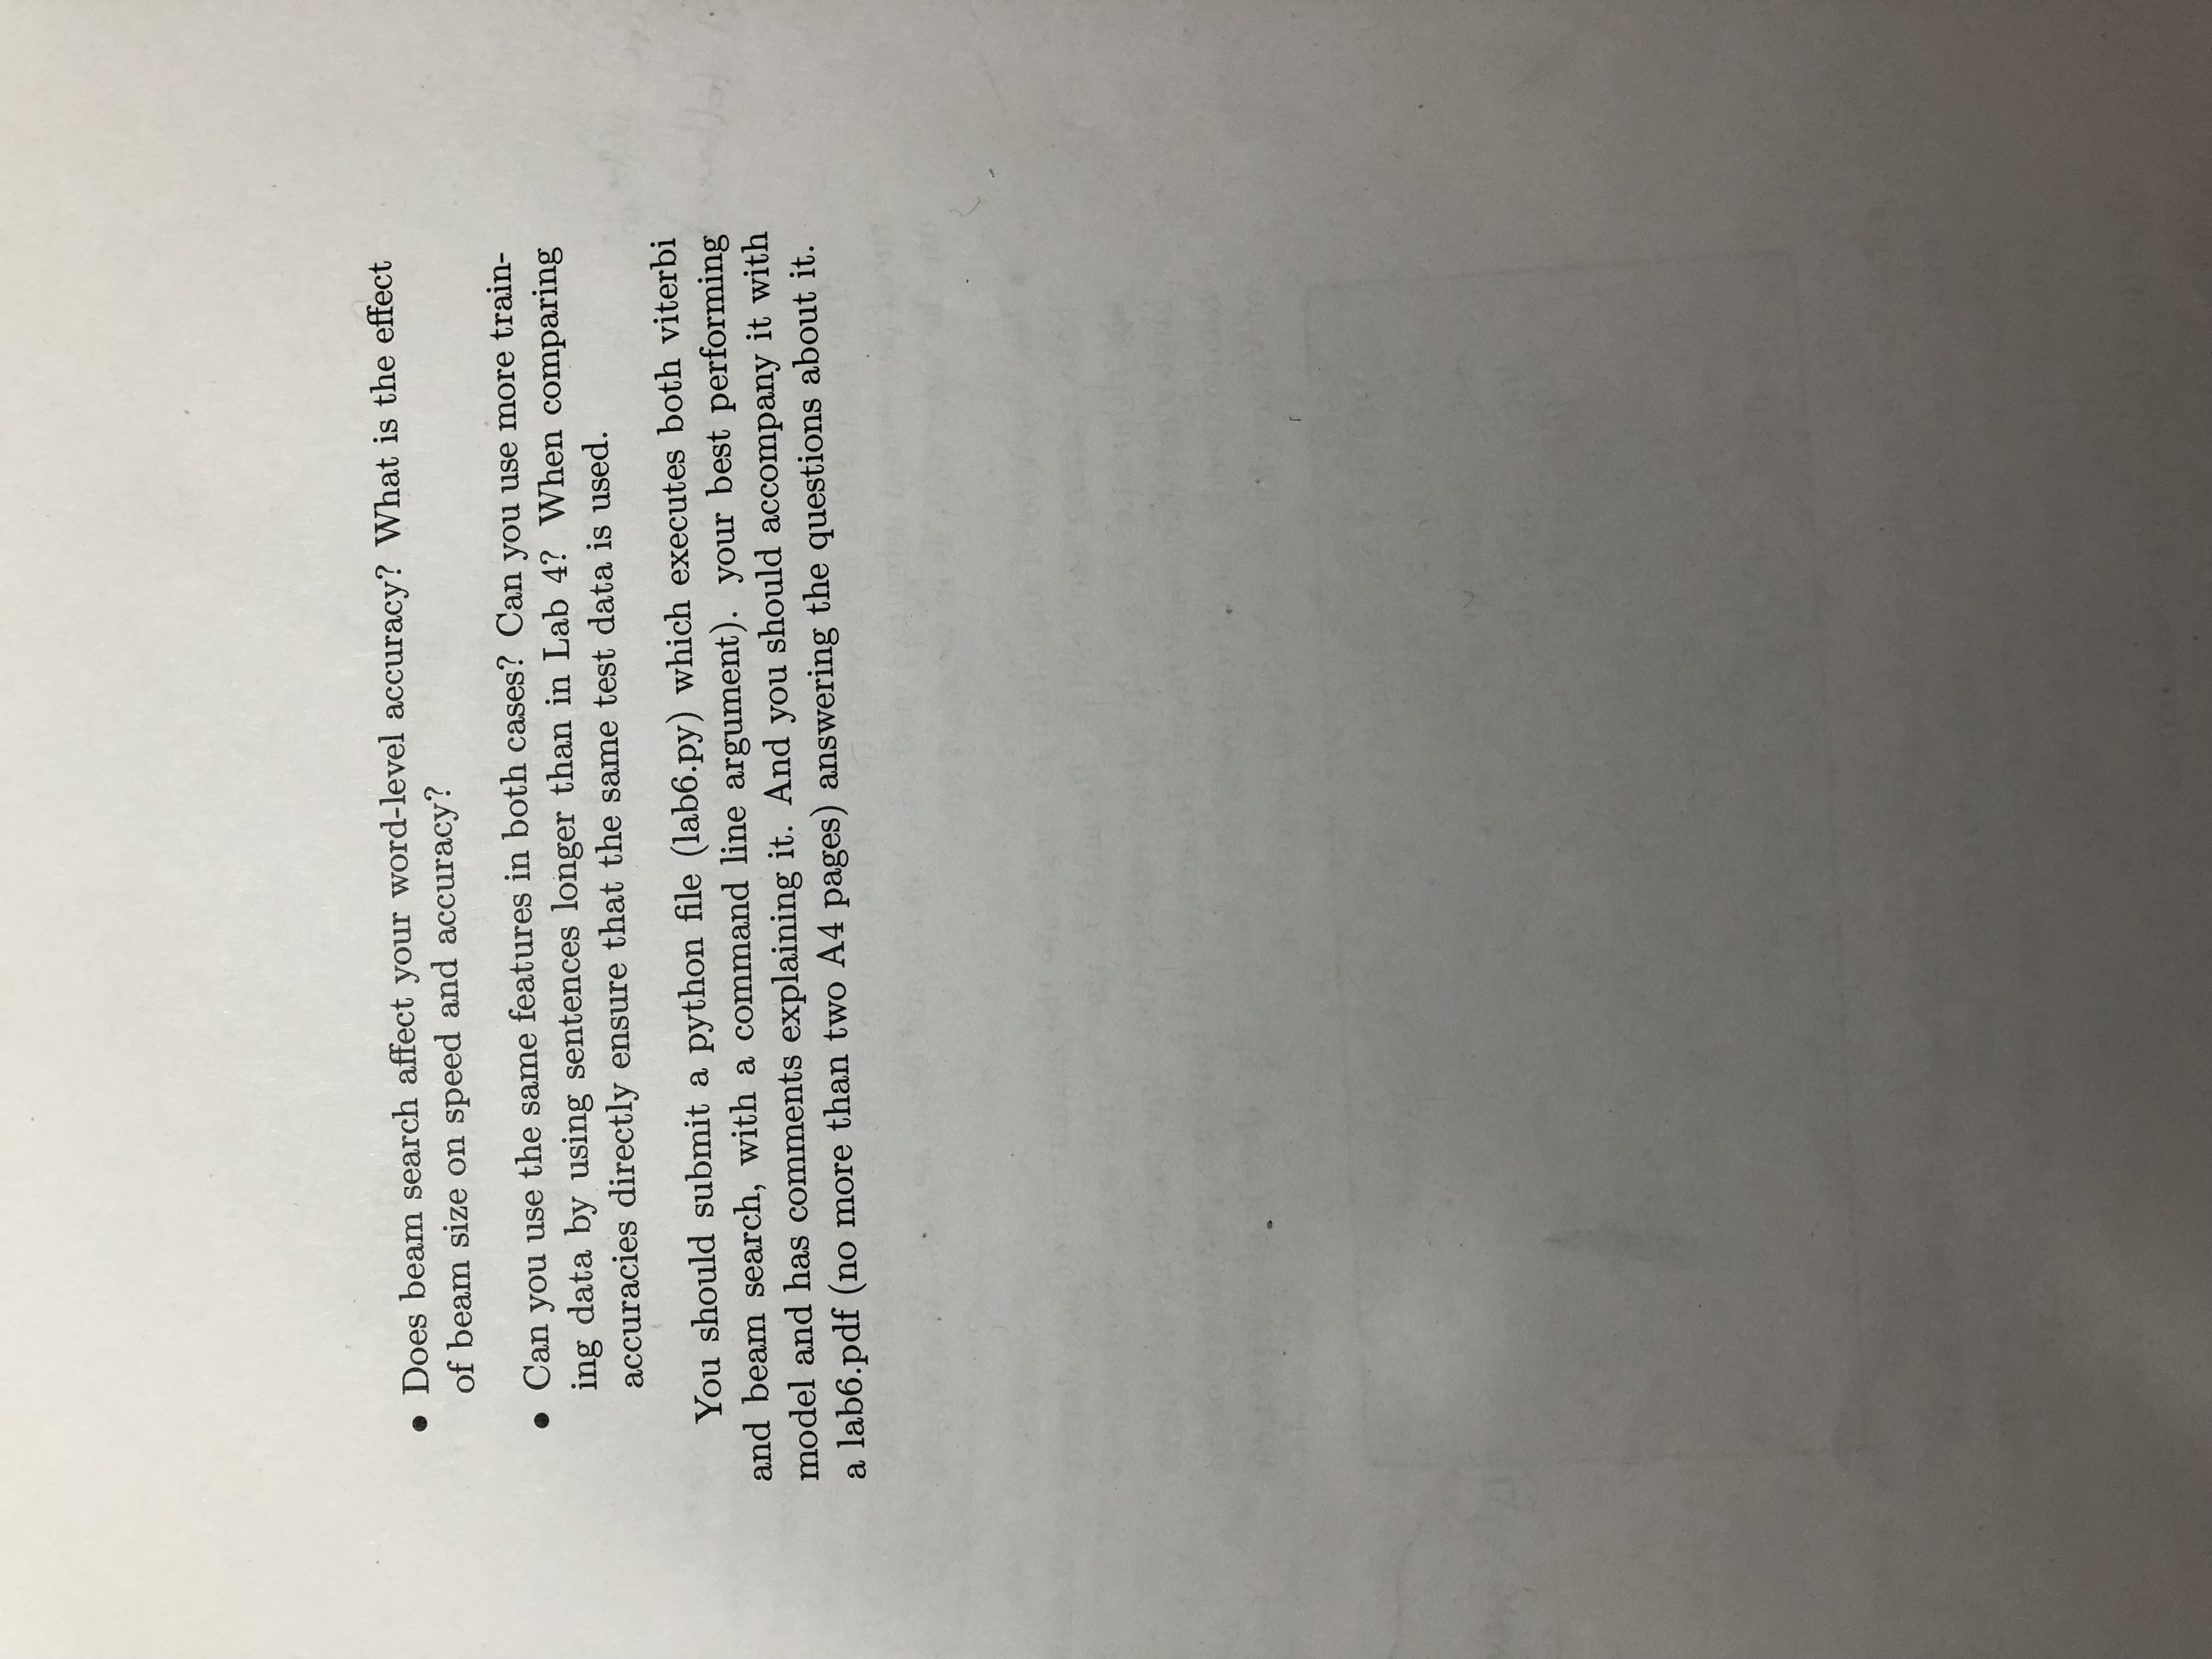 • Does beam search affect your word-level accuracy? What is the effect
of beam size on speed and accuracy?
• Can you use the same features in both cases? Can you use more train-
ing data by using sentences longer than in Lab 4? When comparing
accuracies directly ensure that the same test data is used.
You should submit a python file (lab6.py) which executes both viterbi
and beam search, with a command line argument). your best performing
model and has comments explaining it. And you should accompany it with
a lab6.pdf (no more than two A4 pages) answering the questions about it.